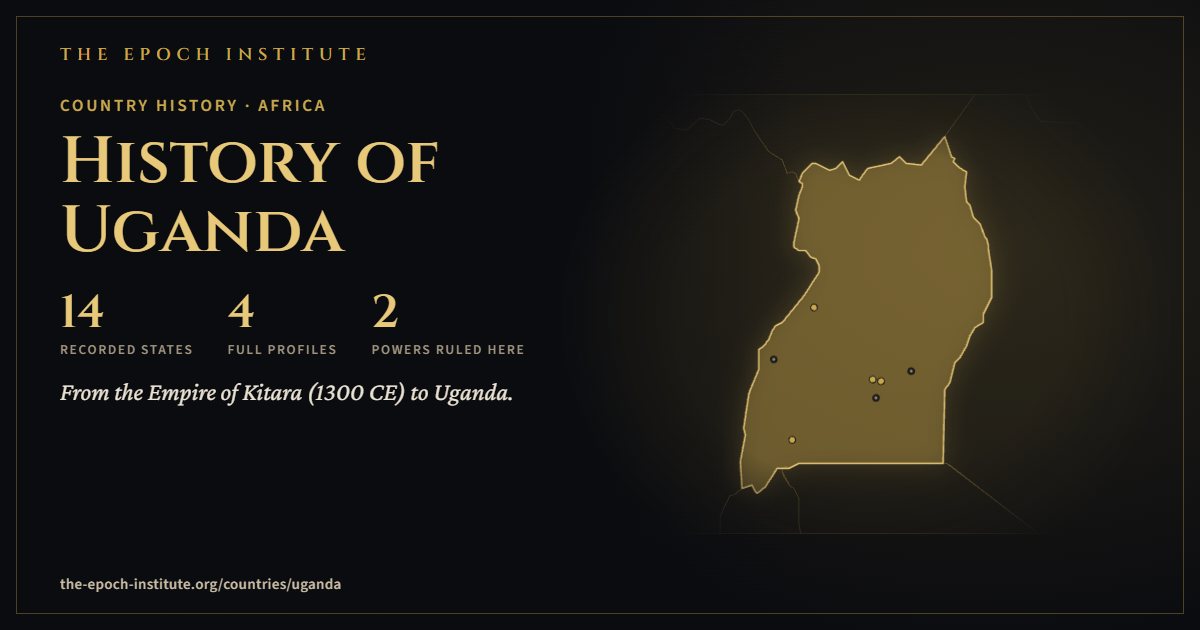 THE EPOCH INSTITUTE
COUNTRY HISTORY · AFRICA
HISTORY OF
UGANDA
14 4 2
RECORDED STATES FULL PROFILES POWERS RULED HERE
From the Empire of Kitara (1300 CE) to Uganda.
the-epoch-institute.org/countries/uganda